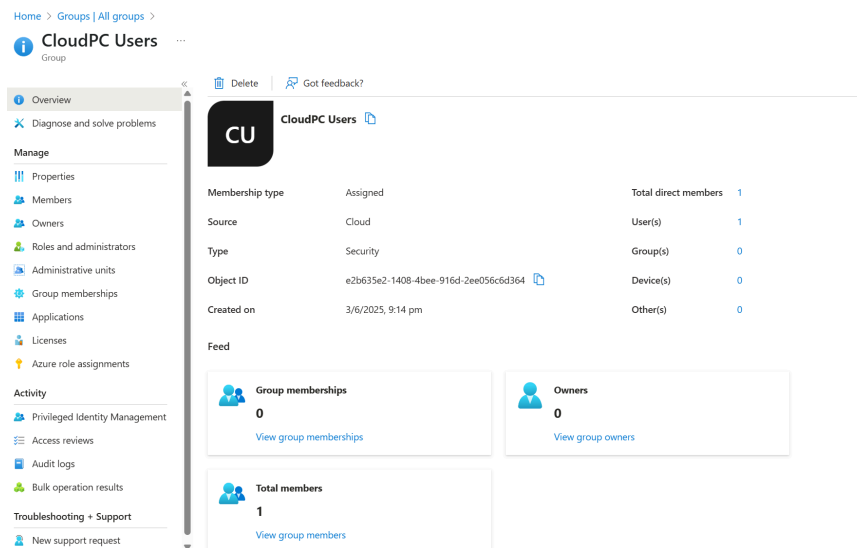 Home > Groups | All groups >
CloudPC Users ...
Group
«
Delete
Got feedback?
Overview
Diagnose and solve problems
Manage
Properties
Members
Owners
Roles and administrators
Administrative units
Group memberships
Applications
Licenses
Azure role assignments
Activity
Privileged Identity Management
Access reviews
Audit logs
Bulk operation results
Troubleshooting + Support
New support request
CU
CloudPC Users
Membership type Assigned
Source Cloud
Type Security
Object ID e2b635e2-1408-4bee-916d-2ee056c6d364
Created on 3/6/2025, 9:14 pm
Total direct members 1
User(s) 1
Group(s) 0
Device(s) 0
Other(s) 0
Feed
Group memberships
0
View group memberships
Owners
0
View group owners
Total members
1
View group members